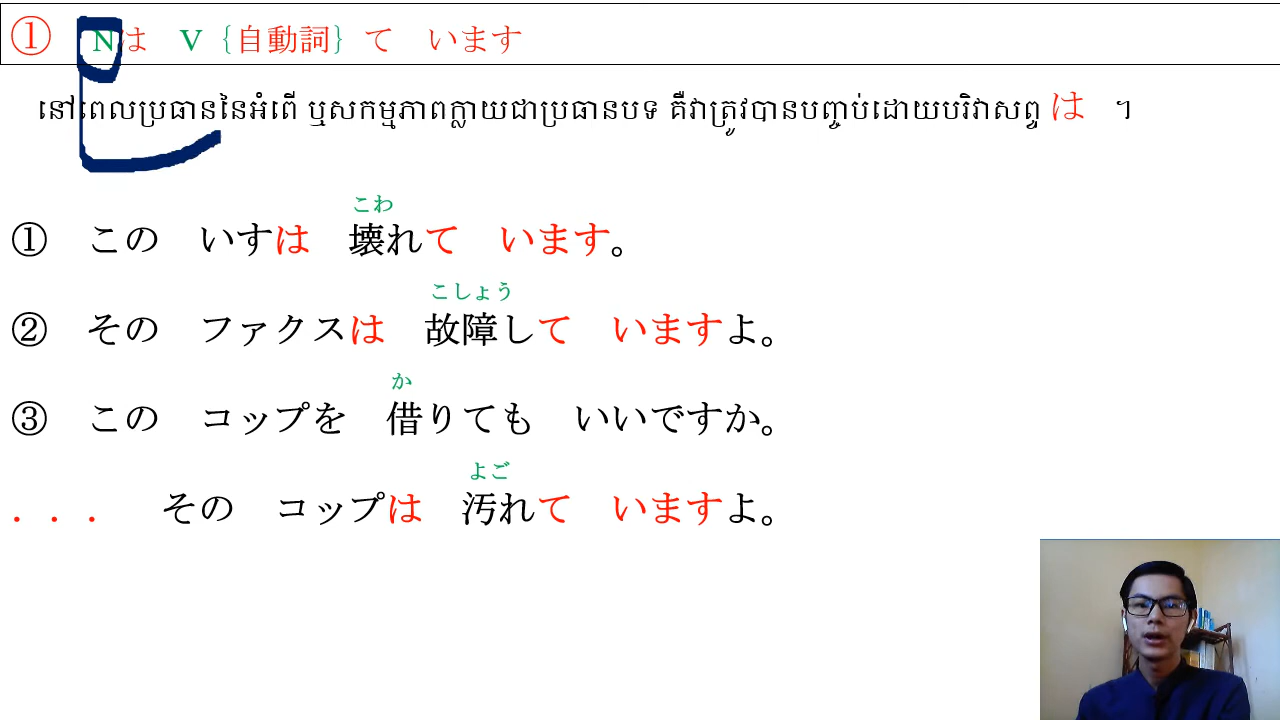 ① Nは V {自動詞} て います
នៅពេលប្រធាននៃអំពើ ឬសកម្មភាពក្លាយជាប្រធានបទ គឺវាត្រូវបានបញ្ចប់ដោយបរិវាសព្ទ は ។
こわ
① この いすは 壊れて います。
こしょう
② その ファクスは 故障して いますよ。
か
③ この コップを 借りても いいですか。
よご
．．． その コップは 汚れて いますよ。